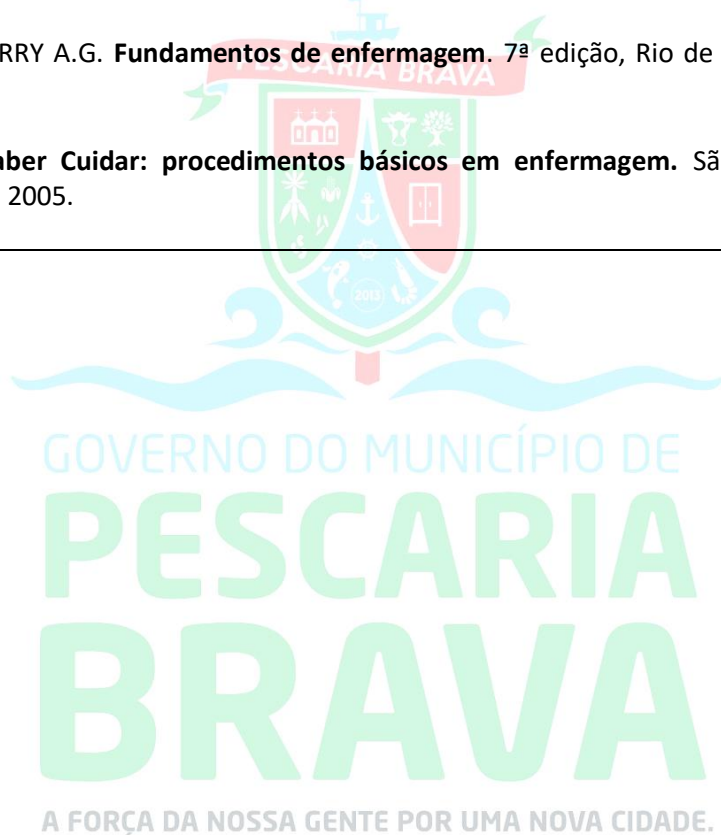 RRY A.G. Fundamentos de enfermagem. 7ª edição, Rio de
PESCARIA BRAVA
aber Cuidar: procedimentos básicos em enfermagem. Sã
2005.
2013
GOVERNO DO MUNICÍPIO DE
PESCARIA
BRAVA
A FORÇA DA NOSSA GENTE POR UMA NOVA CIDADE.